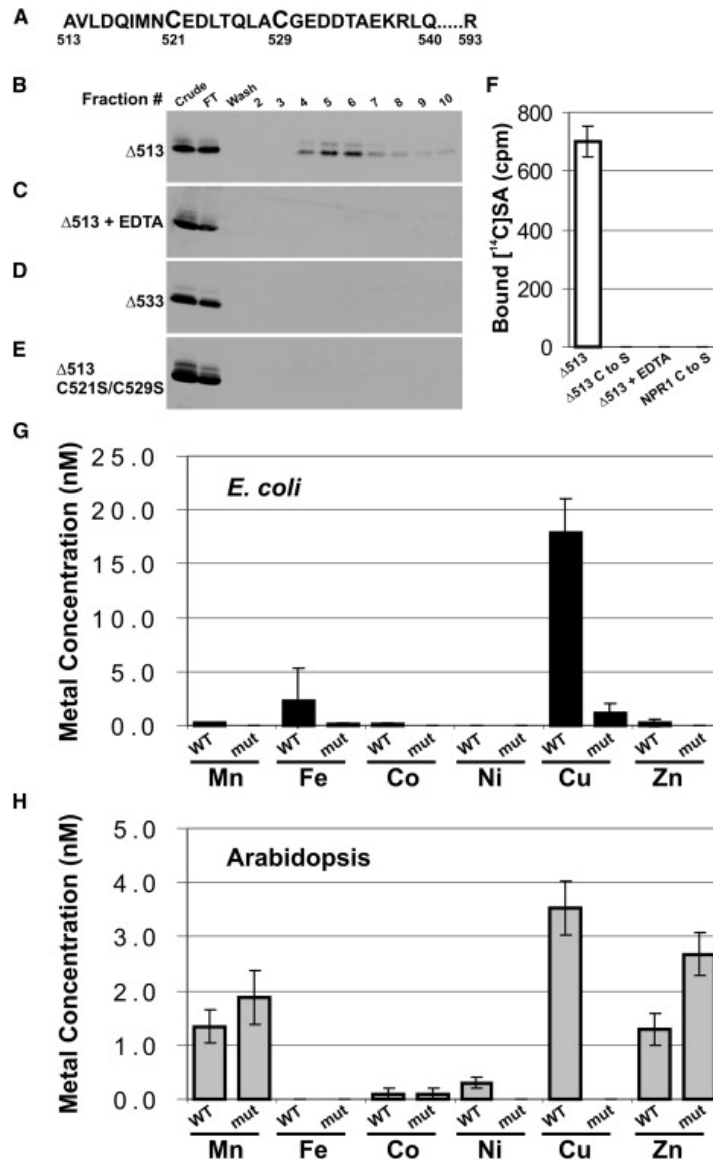 A
AVLDQIMNCEDLTQLACGEDDTAEKRLQ.....R
513 521 529 540 593
B
Fraction # Crude FT Wash 2 3 4 5 6 7 8 9 10
Δ513
C
Δ513 + EDTA
D
Δ533
E
Δ513
C521S/C529S
F
Bound [¹⁴C]SA (cpm)
800
600
400
200
0
Δ513 Δ513 C to S Δ513 + EDTA NPR1 C to S
G
Metal Concentration (nM)
E. coli
25.0
20.0
15.0
10.0
5.0
0.0
WT mut WT mut WT mut WT mut WT mut WT mut
Mn Fe Co Ni Cu Zn
H
Metal Concentration (nM)
Arabidopsis
5.0
4.0
3.0
2.0
1.0
0.0
WT mut WT mut WT mut WT mut WT mut WT mut
Mn Fe Co Ni Cu Zn